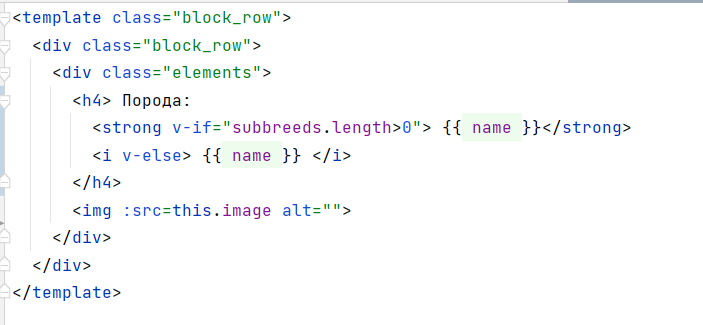 <template class="block_row">
<div class="block_row">
<div class="elements">
<h4> Порода:
<strong v-if="subbreeds.length>0"> {{ name }}</strong>
<i v-else> {{ name }} </i>
</h4>
<img :src=this.image alt="">
</div>
</div>
</template>